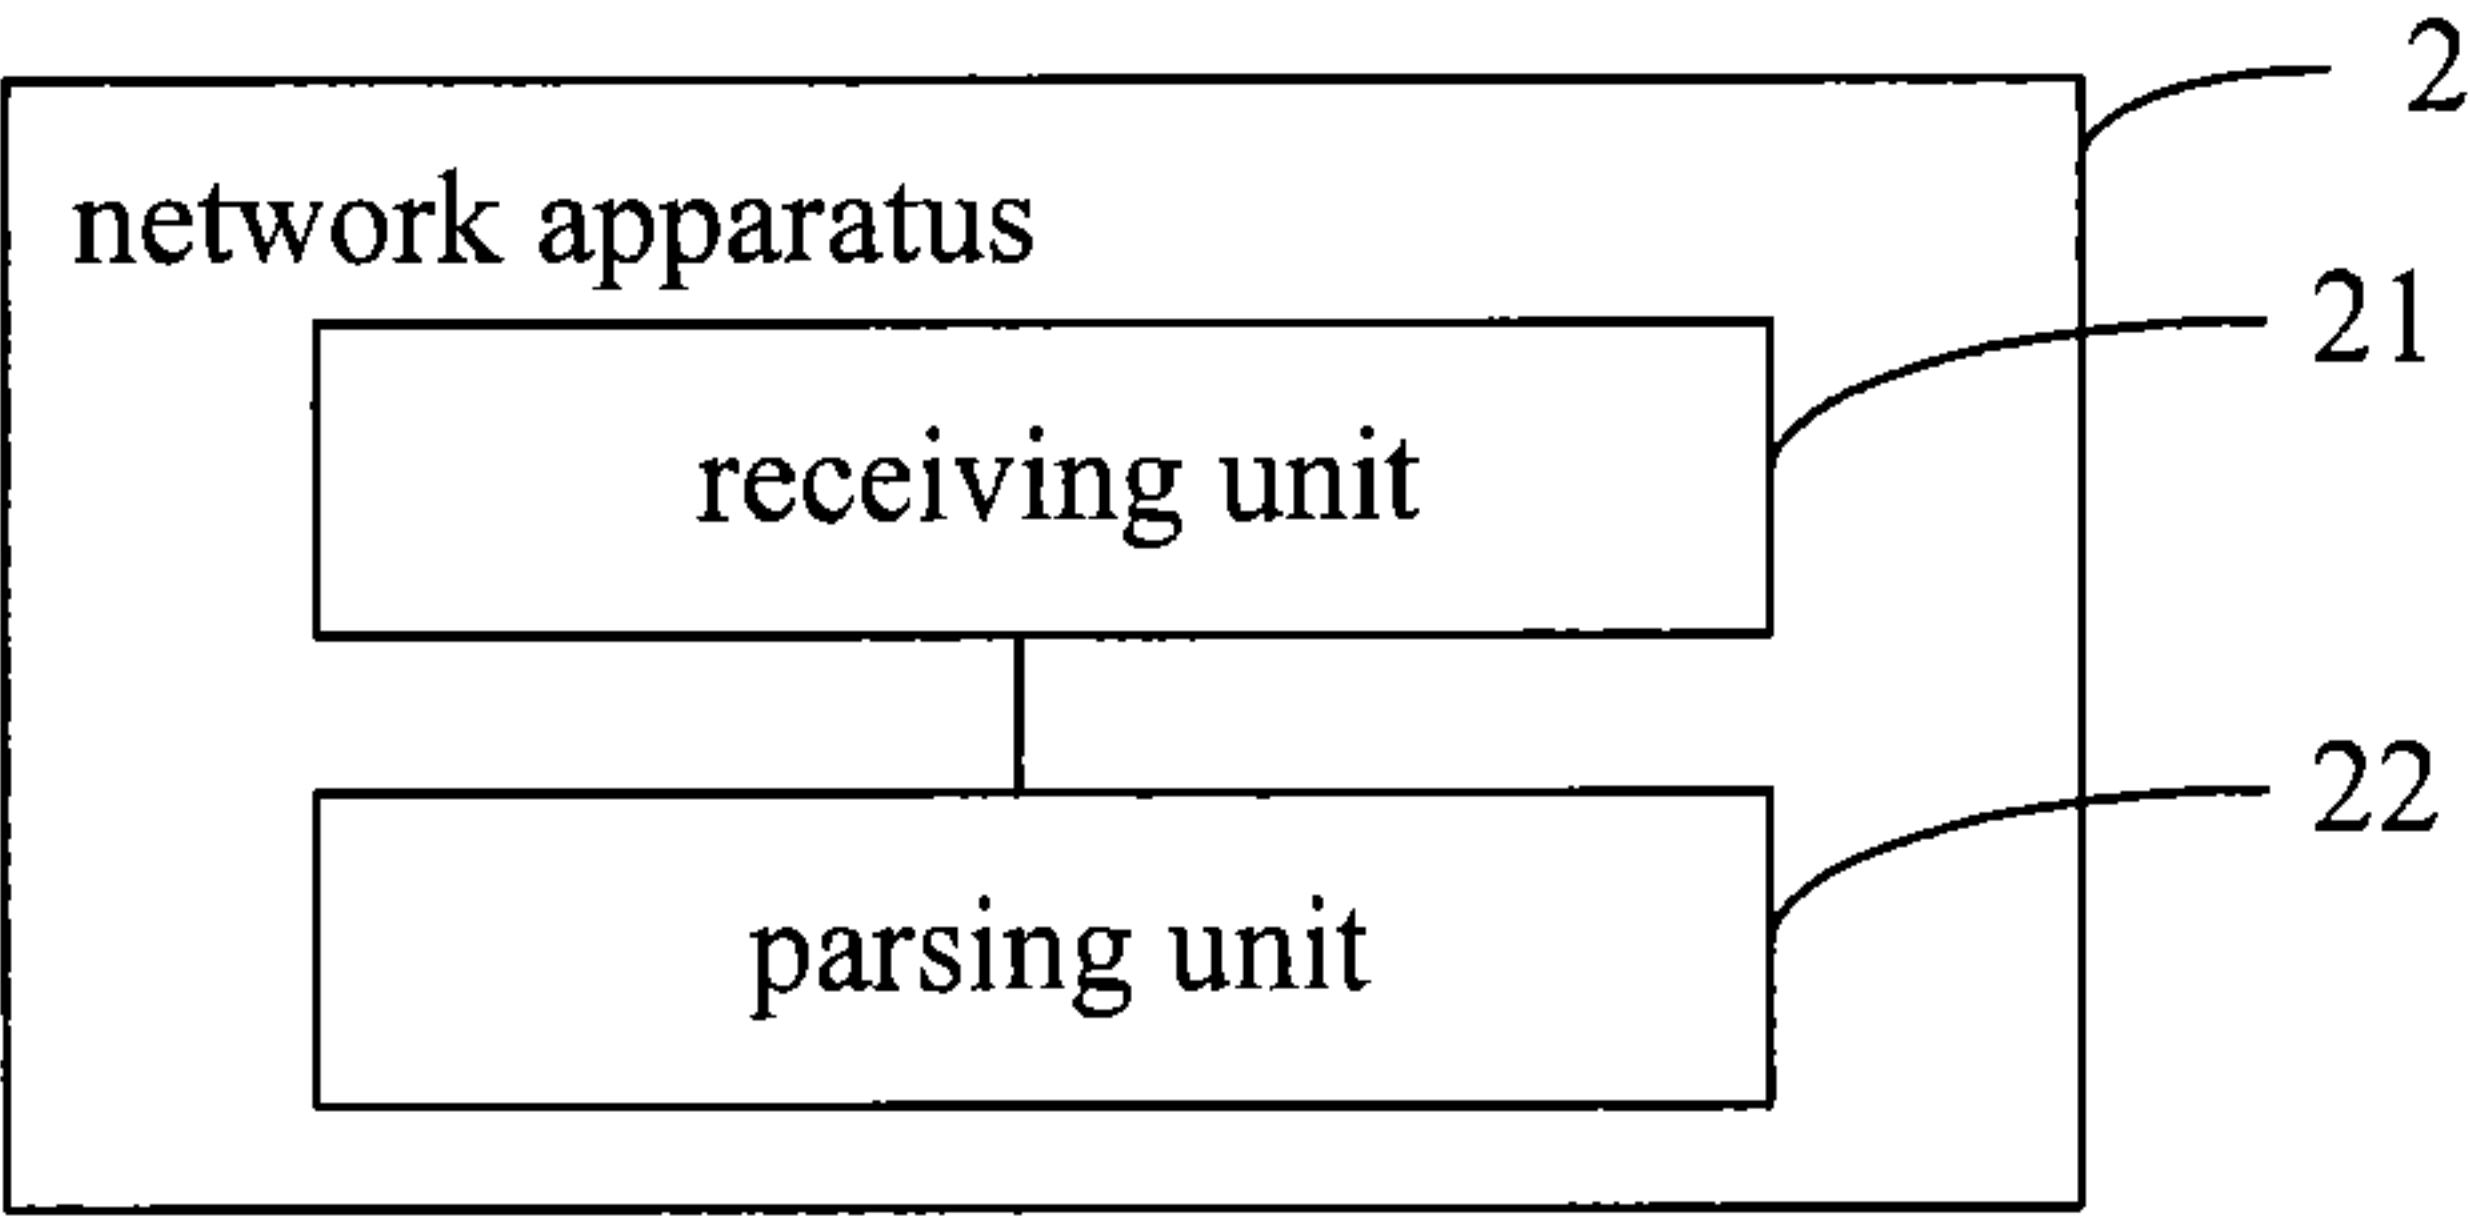 2
network apparatus
21
receiving unit
22
parsing unit